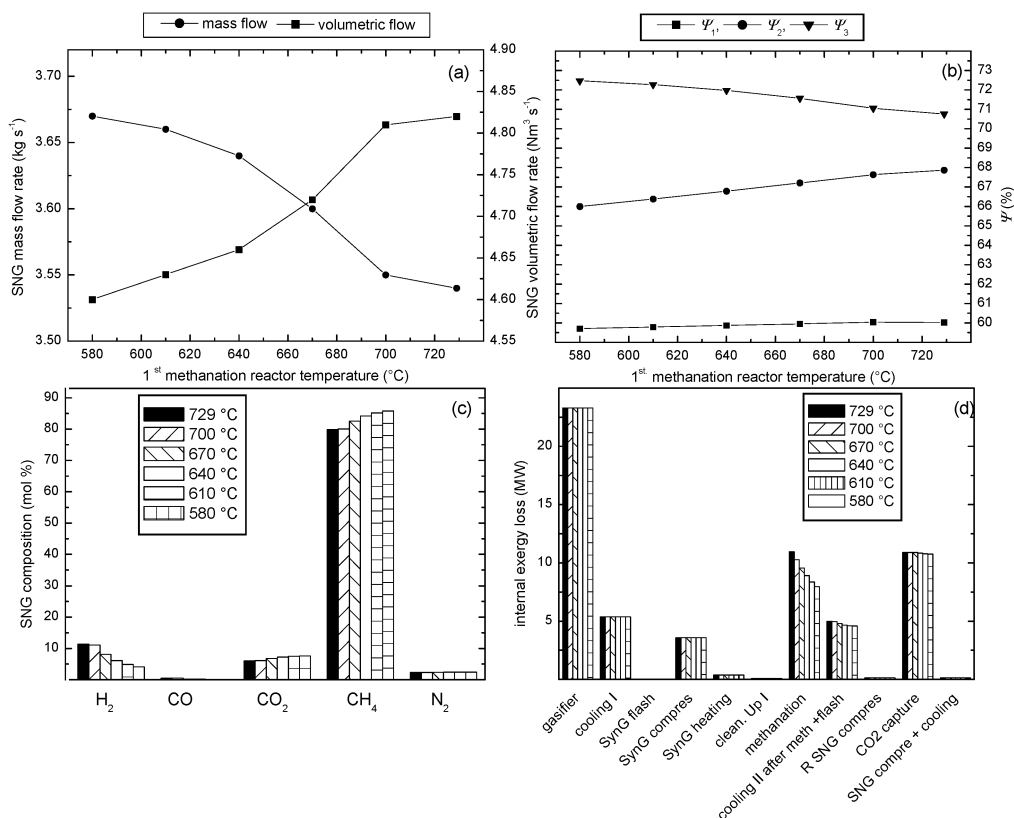 mass flow volumetric flow
Ψ1, Ψ2, Ψ3
(a)
SNG mass flow rate (kg s-1)
3.70
3.65
3.60
3.55
3.50
4.90
4.85
4.80
4.75
4.70
4.65
4.60
4.55
SNG volumetric flow rate (Nm3 s-1)
580 600 620 640 660 680 700 720
1 st methanation reactor temperature (°C)
(b)
73
72
71
70
68
67
66
65
63
62
61
60
59
Ψ (%)
580 600 620 640 660 680 700 720
1st. methanation reactor temperature (°C)
(c)
SNG composition (mol %)
90
80
70
60
50
40
30
20
10
729 °C
700 °C
670 °C
640 °C
610 °C
580 °C
H2 CO CO2 CH4 N2
(d)
internal exergy loss (MW)
20
15
10
5
729 °C
700 °C
670 °C
640 °C
610 °C
580 °C
gasifier
cooling I
SynG flash
SynG compres
SynG heating
clean. Up I
methanation
cooling II after meth +flash
R SNG compres
CO2 capture
SNG compre + cooling